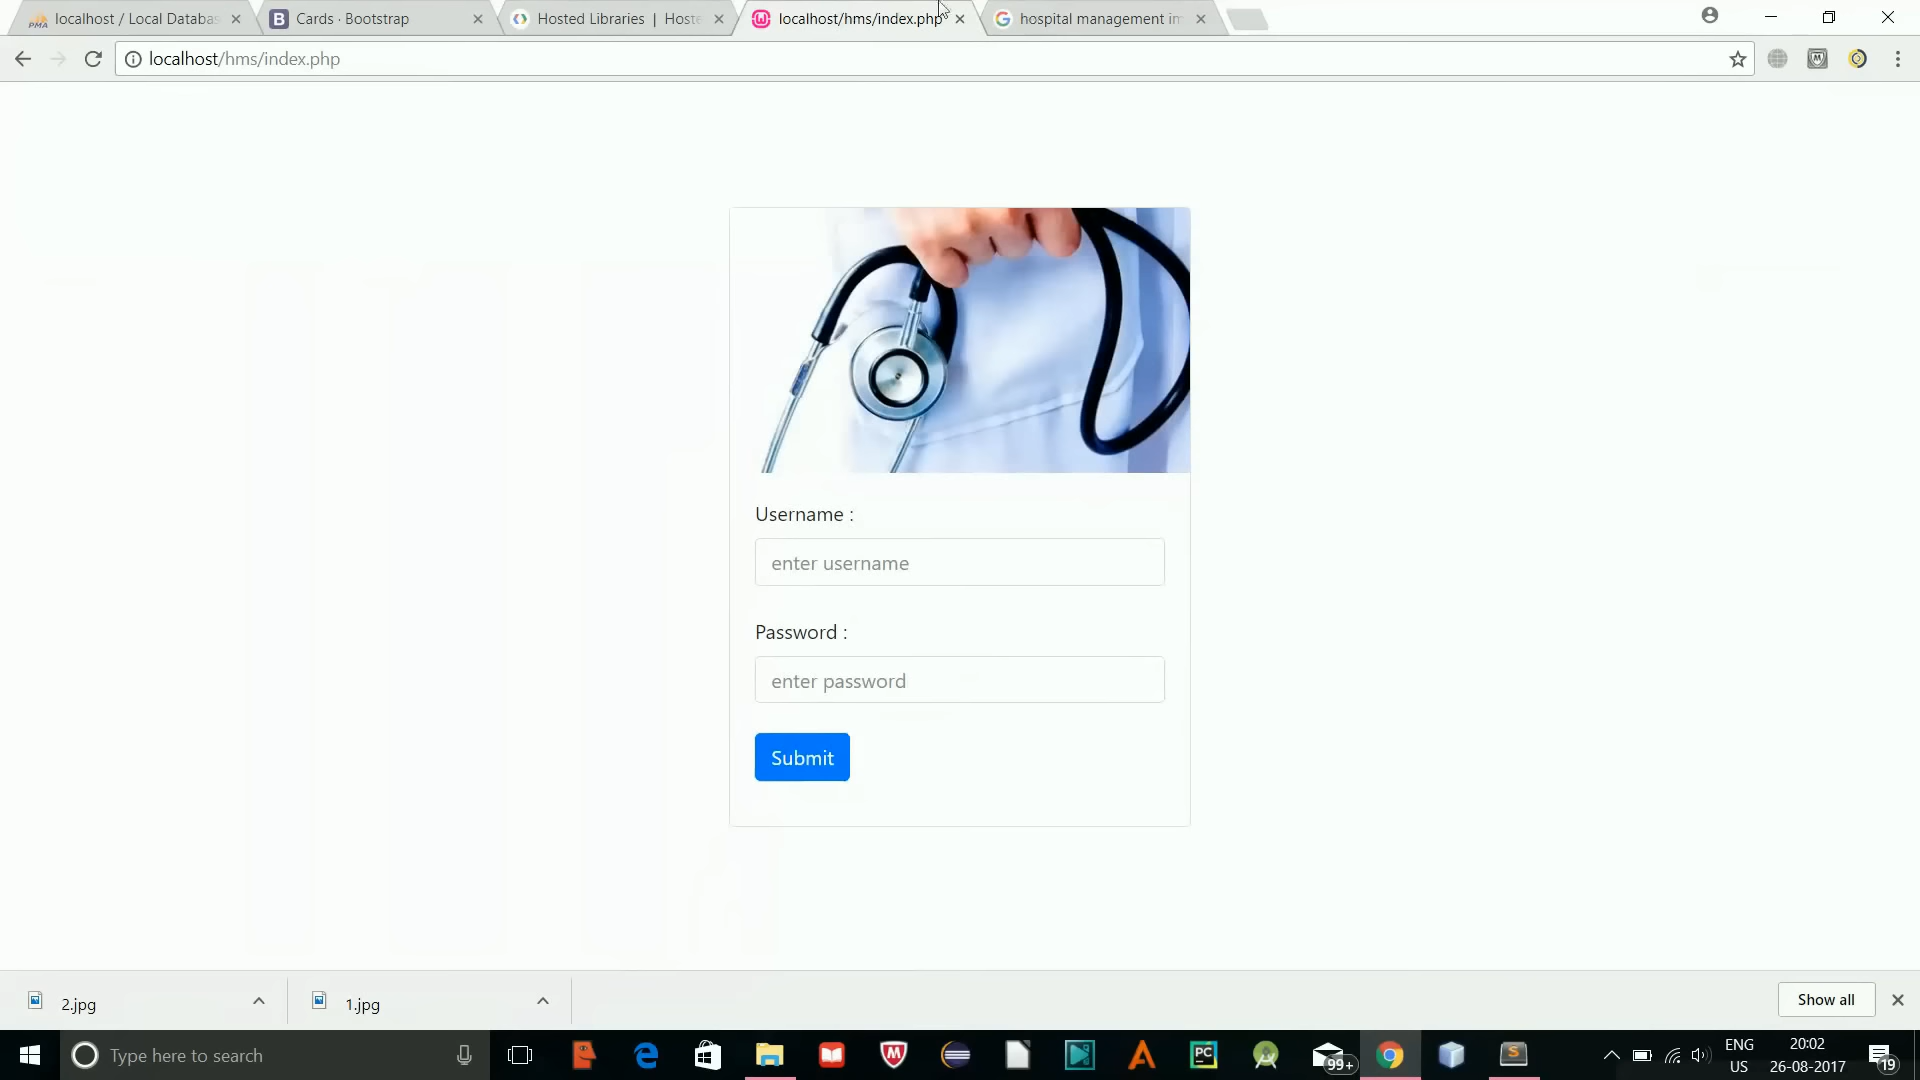 localhost / Local Databas
Cards · Bootstrap
Hosted Libraries | Hoste
localhost/hms/index.php
hospital management im
localhost/hms/index.php
Username :
enter username
Password :
enter password
Submit
2.jpg
1.jpg
Show all
Type here to search
PC
99+
S
ENG
US
20:02
26-08-2017
19